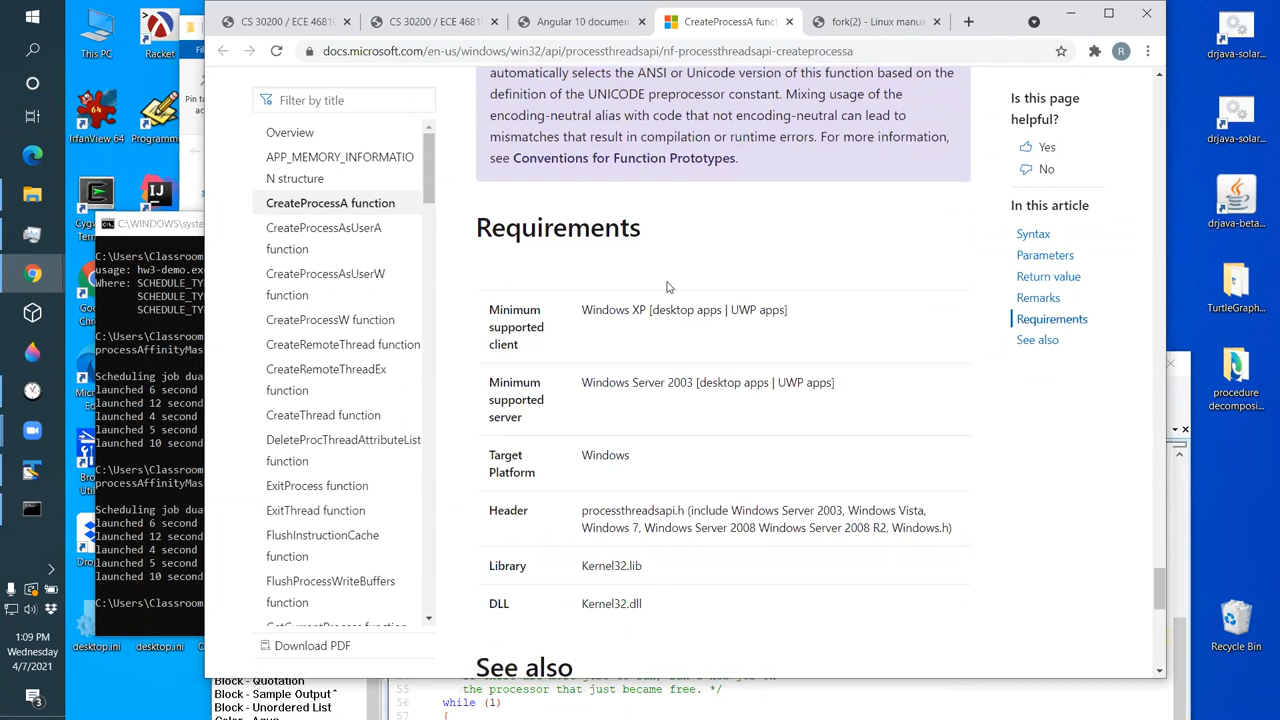 This PC
Racket
IrfanView 64
Programme
desktop.ini
desktop.ini
1:09 PM
Wednesday
4/7/2021
3
CS 30200 / ECE 4681
CS 30200 / ECE 4681
Angular 10 docume
CreateProcessA funct
fork(2) - Linux manua
docs.microsoft.com/en-us/windows/win32/api/processthreadsapi/nf-processthreadsapi-createprocessa
R
C:\WINDOWS\syste
C:\Users\Classroom
usage: hw3-demo.exe
Where: SCHEDULE_TY
SCHEDULE_TY
SCHEDULE_TY
C:\Users\Classroom
processAffinityMas
Scheduling job dua
launched 6 second
launched 12 second
launched 4 second
launched 5 second
launched 10 second
C:\Users\Classroom
processAffinityMas
Scheduling job dua
launched 6 second
launched 12 second
launched 4 second
launched 5 second
launched 10 second
C:\Users\Classroom
Filter by title
Overview
APP_MEMORY_INFORMATIO
N structure
CreateProcessA function
CreateProcessAsUserA
function
CreateProcessAsUserW
function
CreateProcessW function
CreateRemoteThread function
CreateRemoteThreadEx
function
CreateThread function
DeleteProcThreadAttributeList
function
ExitProcess function
ExitThread function
FlushInstructionCache
function
FlushProcessWriteBuffers
function
GetCurrentProcess function
Download PDF
automatically selects the ANSI or Unicode version of this function based on the
definition of the UNICODE preprocessor constant. Mixing usage of the
encoding-neutral alias with code that not encoding-neutral can lead to
mismatches that result in compilation or runtime errors. For more information,
see Conventions for Function Prototypes.
Requirements
Minimum
supported
client
Windows XP [desktop apps | UWP apps]
Minimum
supported
server
Windows Server 2003 [desktop apps | UWP apps]
Target
Platform
Windows
Header
processthreadsapi.h (include Windows Server 2003, Windows Vista,
Windows 7, Windows Server 2008 Windows Server 2008 R2, Windows.h)
Library
Kernel32.lib
DLL
Kernel32.dll
See also
Is this page
helpful?
Yes
No
In this article
Syntax
Parameters
Return value
Remarks
Requirements
See also
Block - Quotation
Block - Sample Output
Block - Unordered List
55 the processor that just became free. */
56 while (1)
57 {
drjava-solar
drjava-solar
drjava-beta
TurtleGraph
procedure
decomposi
Recycle Bin